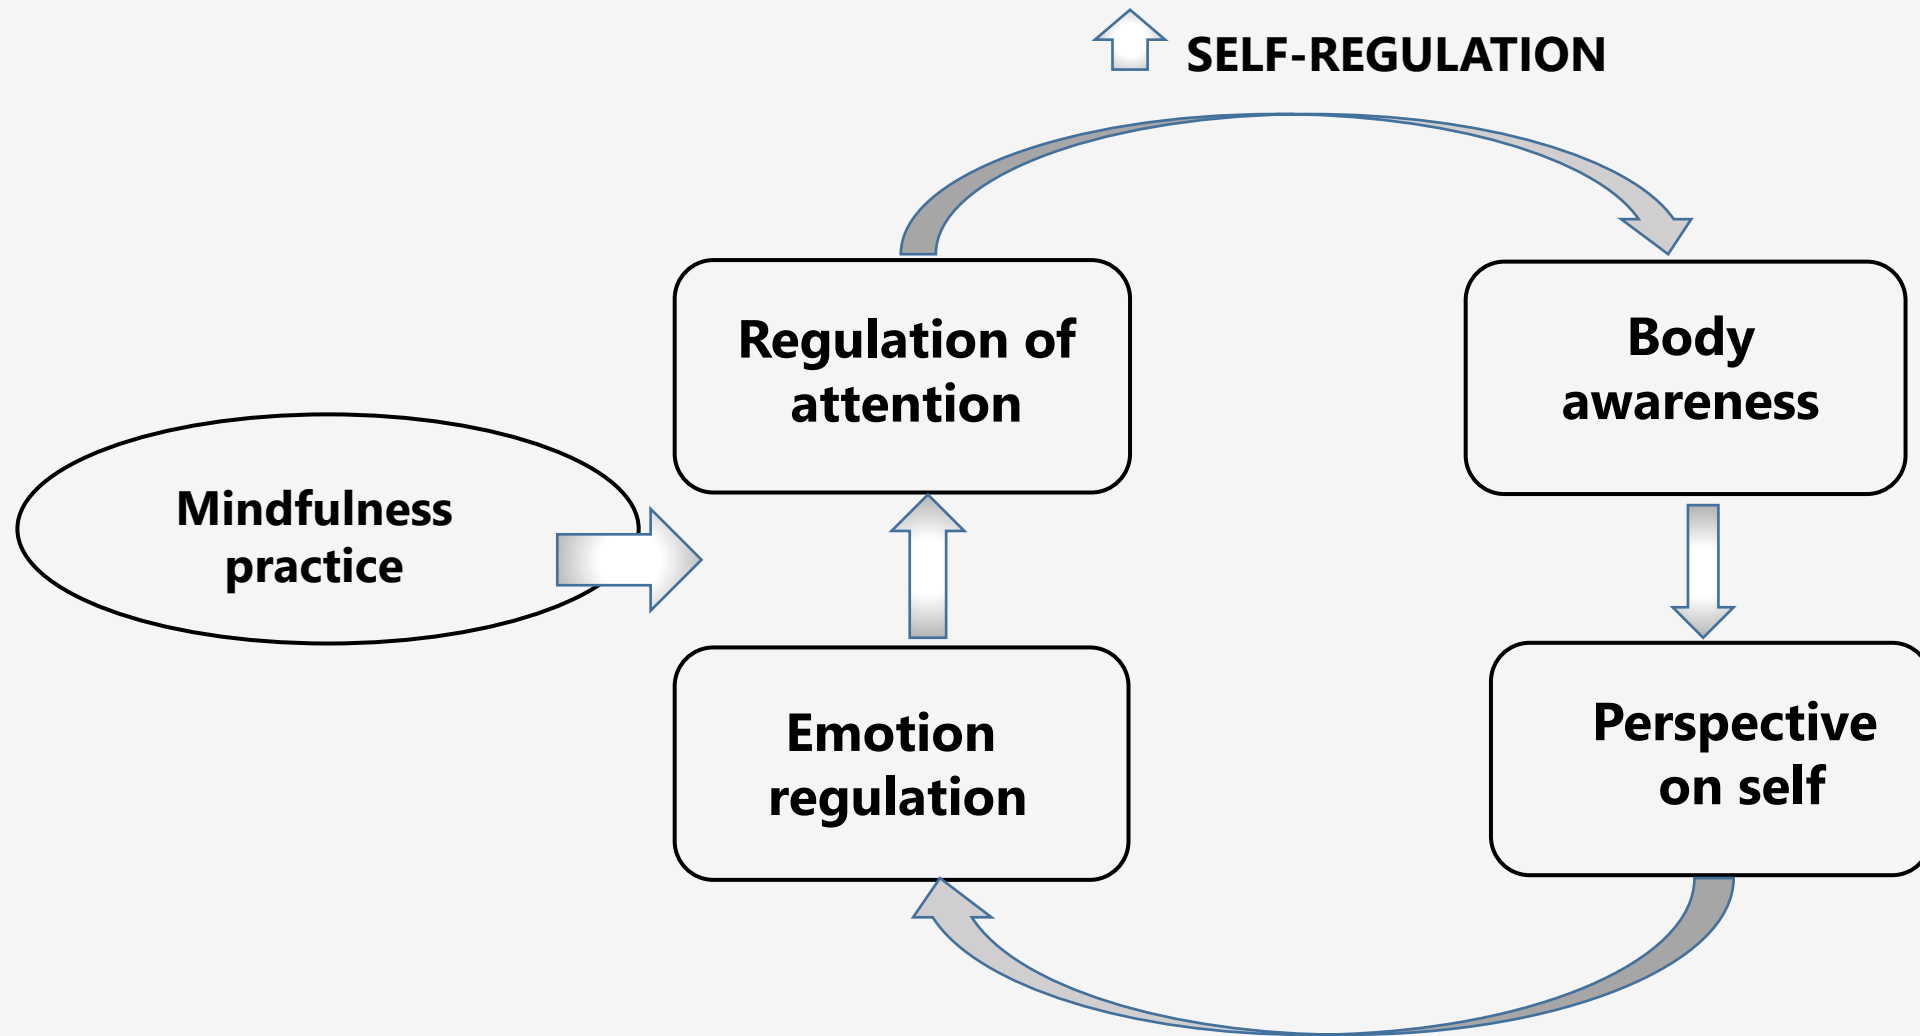 SELF-REGULATION
Regulation of
attention
Body
awareness
Mindfulness
practice
Emotion
regulation
Perspective
on self